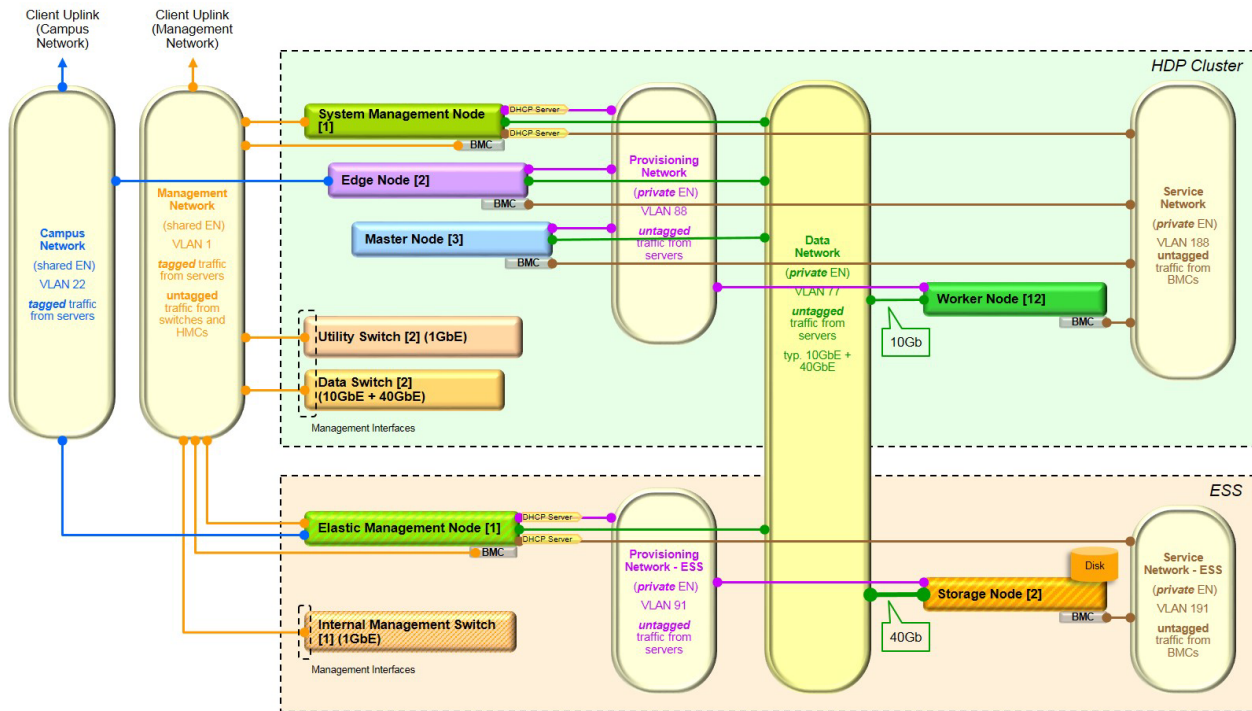 Client Uplink
(Campus
Network)
Client Uplink
(Management
Network)
HDP Cluster
System Management Node
[1]
DHCP Server
DHCP Server
BMC
Edge Node [2]
BMC
Master Node [3]
BMC
Provisioning
Network
(private EN)
VLAN 88
untagged
traffic from
servers
Campus
Network
(shared EN)
VLAN 22
tagged traffic
from servers
Management
Network
(shared EN)
VLAN 1
tagged traffic
from servers
untagged
traffic from
switches and
HMCs
Data
Network
(private EN)
VLAN 77
untagged
traffic from
servers
typ. 10GbE +
40GbE
Service
Network
(private EN)
VLAN 188
untagged
traffic from
BMCs
Worker Node [12]
BMC
10Gb
Utility Switch [2] (1GbE)
Data Switch [2]
(10GbE + 40GbE)
Management Interfaces
ESS
Elastic Management Node [1]
DHCP Server
DHCP Server
BMC
Provisioning
Network - ESS
(private EN)
VLAN 91
untagged
traffic from
servers
Disk
Storage Node [2]
BMC
40Gb
Service
Network - ESS
(private EN)
VLAN 191
untagged
traffic from
BMCs
Internal Management Switch
[1] (1GbE)
Management Interfaces